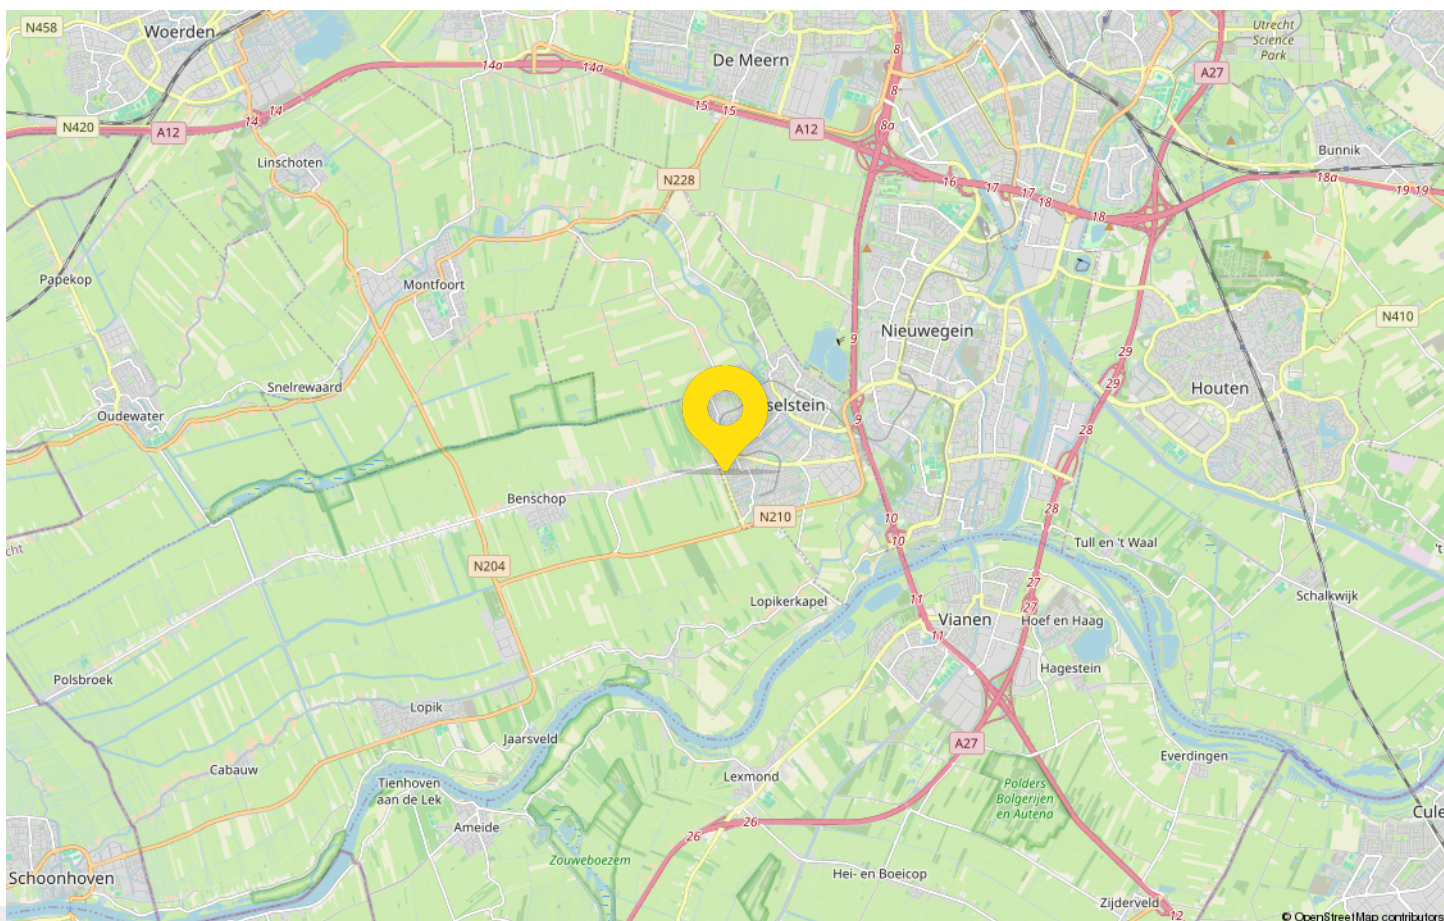 N458
Woerden
Utrecht
Science
Park
De Meern
8
14a
14a
A27
8
14
14
15
15
8a
N420
A12
A12
Linschoten
Bunnik
N228
16
17
17
18
18
18a
19
19
9
Papekop
Montfoort
N410
Nieuwegein
9
29
29
Snelrewaard
Houten
Oudewater
sselstein
9
28
28
Benschop
10
10
N210
cht
Tull en 't Waal
't
N204
27
27
11
11
Lopikerkapel
Schalkwijk
Vianen
Hoef en Haag
Hagestein
Polsbroek
Lopik
Jaarsveld
A27
Everdingen
Cabauw
Tienhoven
aan de Lek
Lexmond
Polders
Bolgerijen
en Autena
Cule
26
26
Ameide
Zouweboezem
Hei- en Boeicop
Schoonhoven
Zijderveld
12
© OpenStreetMap contributors